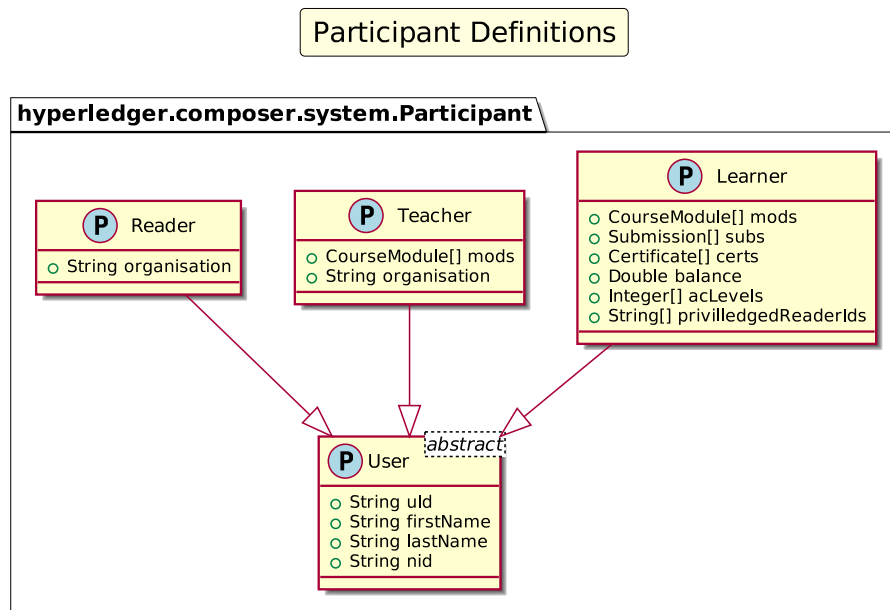 Participant Definitions
hyperledger.composer.system.Participant
P Reader
String organisation
P Teacher
CourseModule[] mods
String organisation
P Learner
CourseModule[] mods
Submission[] subs
Certificate[] certs
Double balance
Integer[] acLevels
String[] privilledgedReaderIds
abstract
P User
String uId
String firstName
String lastName
String nid